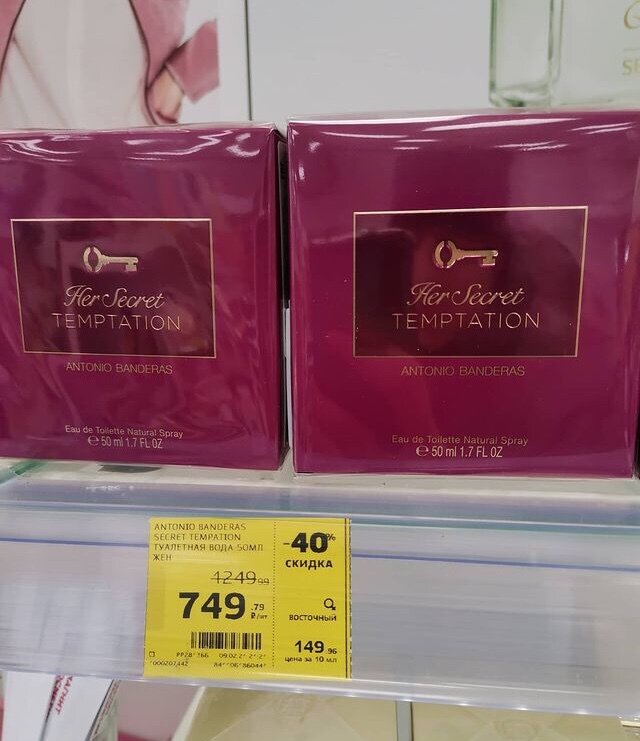 Her Secret
TEMPTATION
ANTONIO BANDERAS
Eau de Toilette Natural Spray
℮ 50 ml 1.7 FL OZ
Her Secret
TEMPTATION
ANTONIO BANDERAS
Eau de Toilette Natural Spray
℮ 50 ml 1.7 FL OZ
ANTONIO BANDERAS
SECRET TEMPATION
ТУАЛЕТНАЯ ВОДА 50МЛ
ЖЕН
-40%
СКИДКА
1249 99
749 .79
₽/шт
ВОСТОЧНЫЙ
149.96
цена за 10 мл